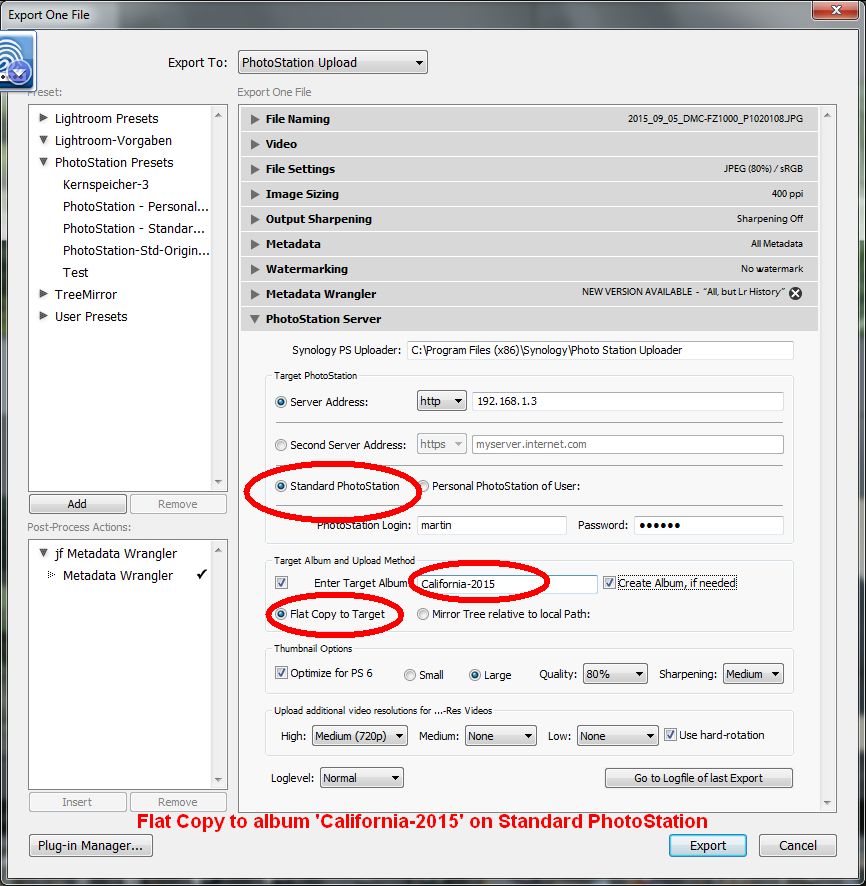 Export One File
Export To: PhotoStation Upload
Preset:
Export One File
Lightroom Presets
Lightroom-Vorgaben
PhotoStation Presets
Kernspeicher-3
PhotoStation - Personal...
PhotoStation - Standar...
PhotoStation-Std-Origin...
Test
TreeMirror
User Presets
Add
Remove
Post-Process Actions:
jf Metadata Wrangler
Metadata Wrangler
Insert
Remove
Plug-in Manager...
File Naming 2015_09_05_DMC-FZ1000_P1020108.JPG
Video
File Settings JPEG (80%) / sRGB
Image Sizing 400 ppi
Output Sharpening Sharpening Off
Metadata All Metadata
Watermarking No watermark
Metadata Wrangler NEW VERSION AVAILABLE - “All, but Lr History”
PhotoStation Server
Synology PS Uploader: C:\Program Files (x86)\Synology\Photo Station Uploader
Target PhotoStation
Server Address: http 192.168.1.3
Second Server Address: https myserver.internet.com
Standard PhotoStation Personal PhotoStation of User:
PhotoStation Login: martin Password: ●●●●●●
Target Album and Upload Method
Enter Target Album California-2015 Create Album, if needed
Flat Copy to Target Mirror Tree relative to local Path:
Thumbnail Options
Optimize for PS 6 Small Large Quality: 80% Sharpening: Medium
Upload additional video resolutions for ...-Res Videos
High: Medium (720p) Medium: None Low: None Use hard-rotation
Loglevel: Normal Go to Logfile of last Export
Flat Copy to album 'California-2015' on Standard PhotoStation
Export Cancel